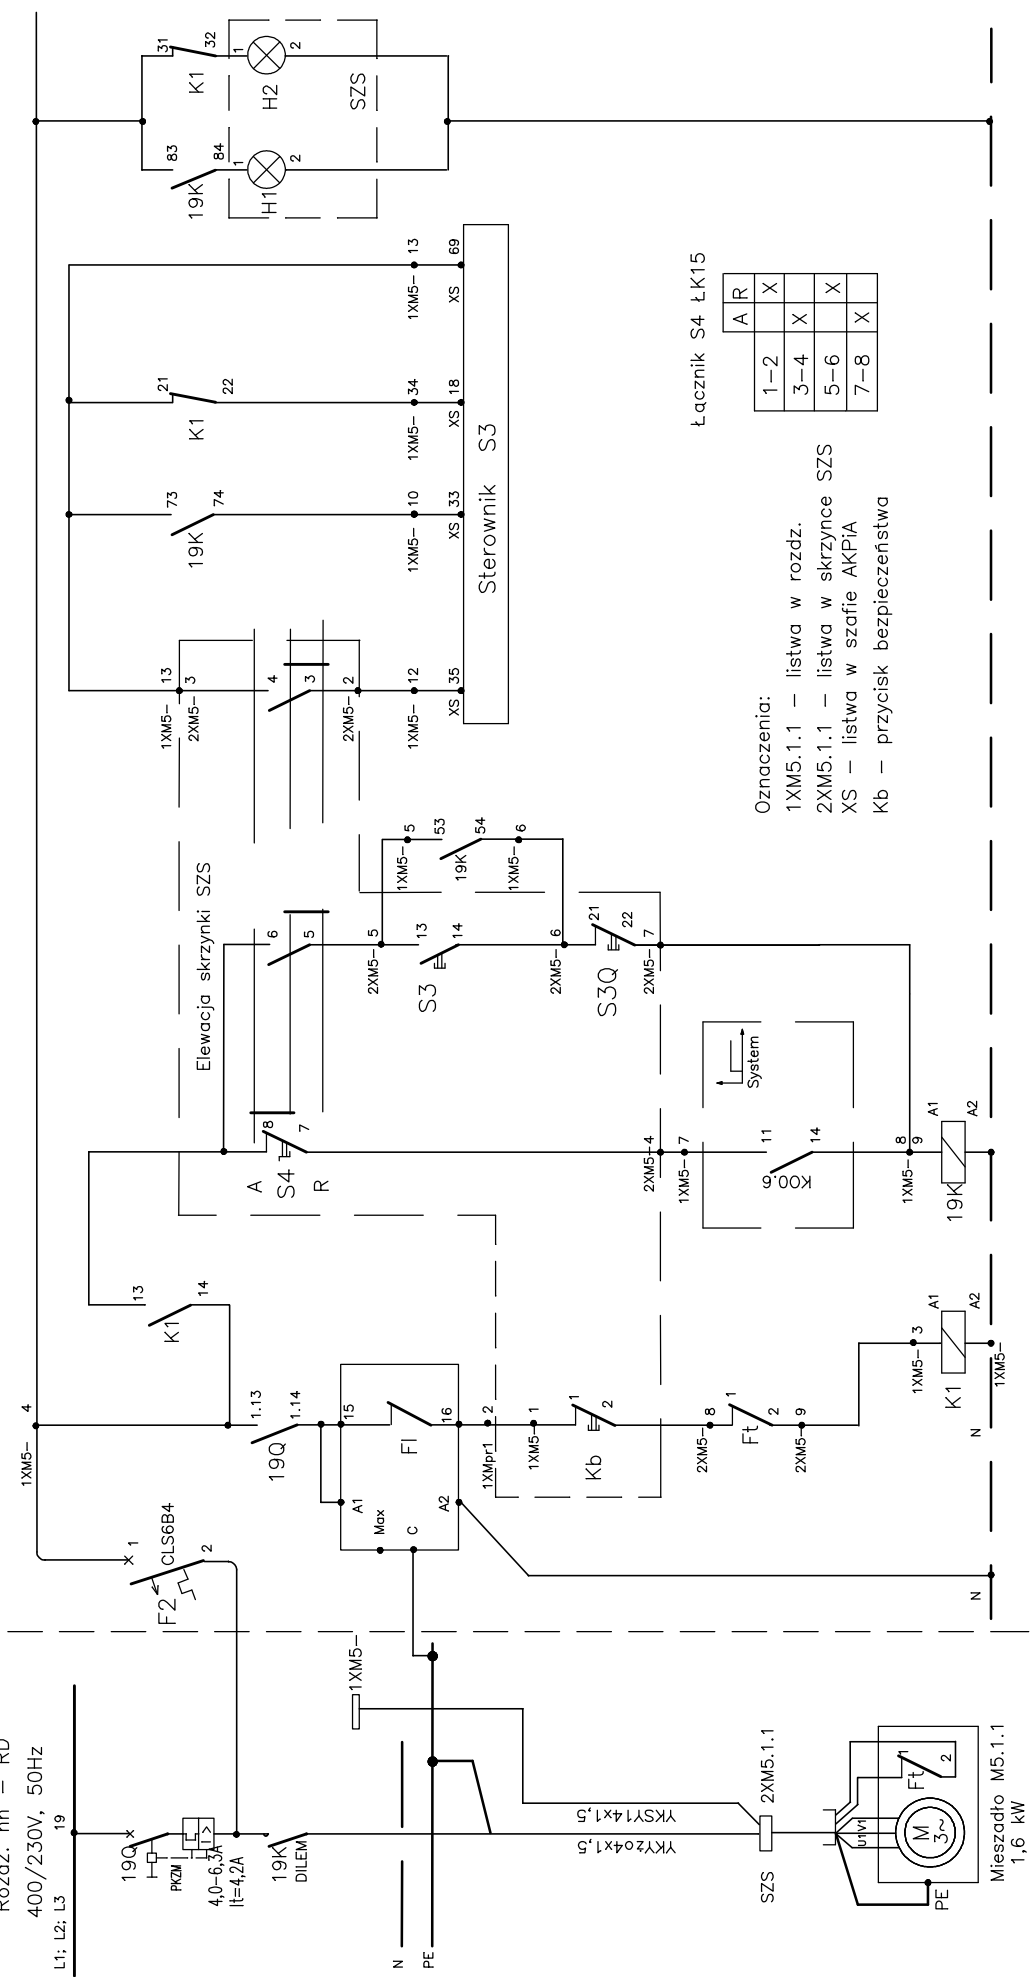 Rozdz. nn – RD
400/230V, 50Hz
L1; L2; L3
19
19Q
PKZM
I>
4,0-6,3A
It=4,2A
19K
DILEM
N
PE
1XM5-
YKYżo4x1,5
YKSY14x1,5
SZS
2XM5.1.1
U1
V1
M
3~
Ft
1
2
PE
Mieszadło M5.1.1
1,6 kW
1
CLS6B4
F2
2
1XM5-
4
1.13
19Q
1.14
A1
15
Max
C
FI
A2
16
1XMpr1
2
1XM5-
1
1
Kb
2
2XM5-
8
1
Ft
2
2XM5-
9
1XM5-
3
A1
K1
A2
1XM5-
N
N
13
K1
14
Elewacja skrzynki SZS
A
S4
R
8
7
2XM5-
4
1XM5-
7
11
K00.6
14
System
1XM5-
8
9
A1
19K
A2
6
5
2XM5-
5
13
S3
14
2XM5-
6
21
S3Q
22
2XM5-
7
1XM5-
5
53
19K
54
1XM5-
6
1XM5-
13
2XM5-
3
4
3
2XM5-
2
1XM5-
12
XS
35
73
19K
74
1XM5-
10
XS
33
21
K1
22
1XM5-
34
XS
18
1XM5-
13
XS
69
Sterownik S3
83
19K
84
1
H1
2
31
K1
32
1
H2
2
SZS
Łącznik S4 ŁK15
A R
1-2 X
3-4 X
5-6 X
7-8 X
Oznaczenia:
1XM5.1.1 – listwa w rozdz.
2XM5.1.1 – listwa w skrzynce SZS
XS – listwa w szafie AKPiA
Kb – przycisk bezpieczeństwa